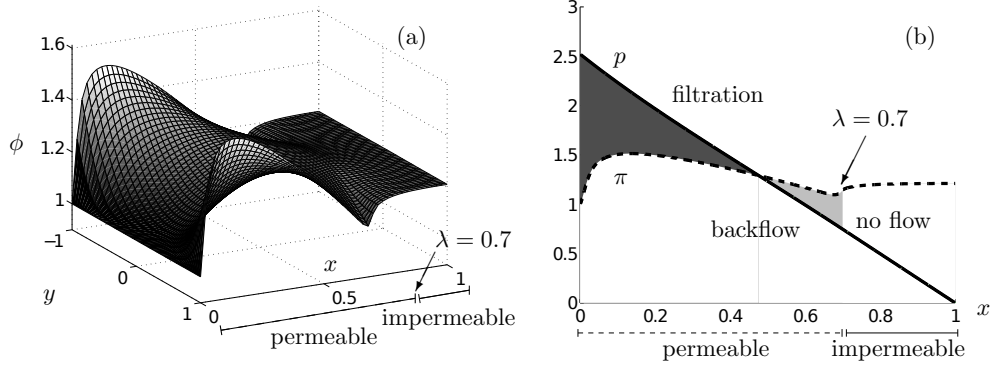 (a)
1.6
1.4
1.2
1
ϕ
−1
0
1
y
0
0.5
1
x
λ = 0.7
permeable
impermeable
(b)
3
2.5
2
1.5
1
0.5
0
p
filtration
λ = 0.7
π
backflow
no flow
0 0.2 0.4 0.6 0.8 1 x
permeable impermeable